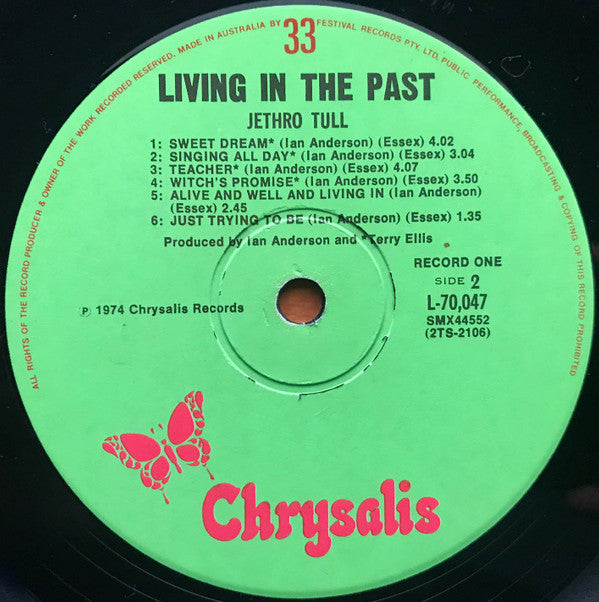 ALL RIGHTS OF THE RECORD PRODUCER & OWNER OF THE WORK RECORDED RESERVED. MADE IN AUSTRALIA BY FESTIVAL RECORDS PTY. LTD. PUBLIC PERFORMANCE, BROADCASTING & COPYING OF THIS RECORD PROHIBITED
33
LIVING IN THE PAST
JETHRO TULL
1: SWEET DREAM* (Ian Anderson) (Essex) 4.02
2: SINGING ALL DAY* (Ian Anderson) (Essex) 3.04
3: TEACHER* (Ian Anderson) (Essex) 4.07
4: WITCH'S PROMISE* (Ian Anderson) (Essex) 3.50
5: ALIVE AND WELL AND LIVING IN (Ian Anderson)
(Essex) 2.45
6: JUST TRYING TO BE (Ian Anderson) (Essex) 1.35
Produced by Ian Anderson and *Terry Ellis
RECORD ONE
SIDE 2
L-70,047
SMX44552
(2TS-2106)
℗ 1974 Chrysalis Records
Chrysalis